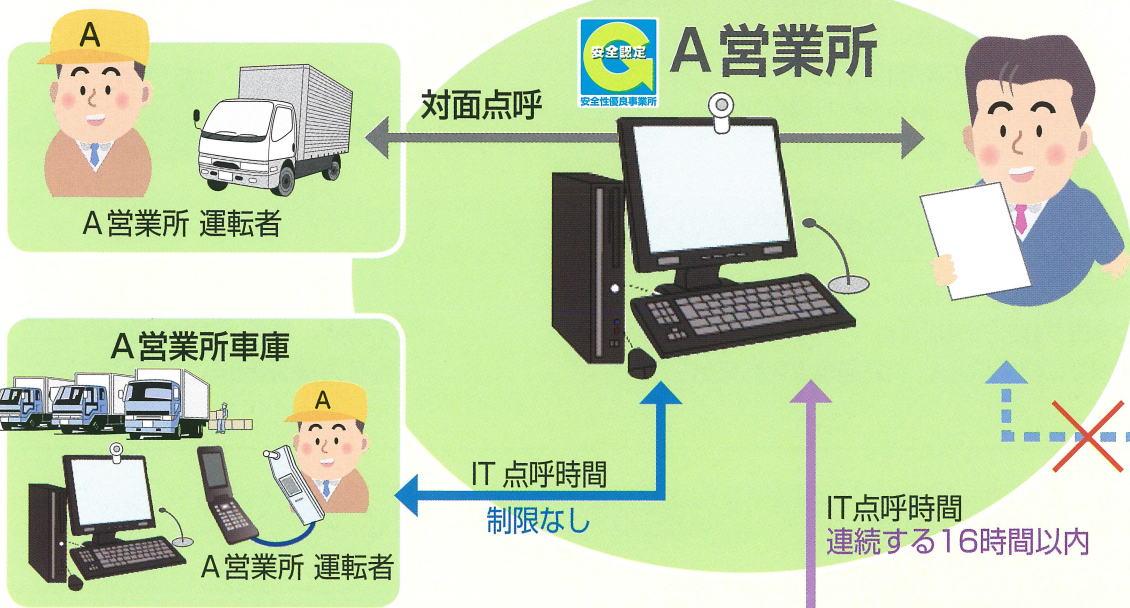 A
A営業所 運転者
対面点呼
安全認定
安全性優良事業所
A営業所
A営業所車庫
A
A営業所 運転者
IT点呼時間
制限なし
IT点呼時間
連続する16時間以内